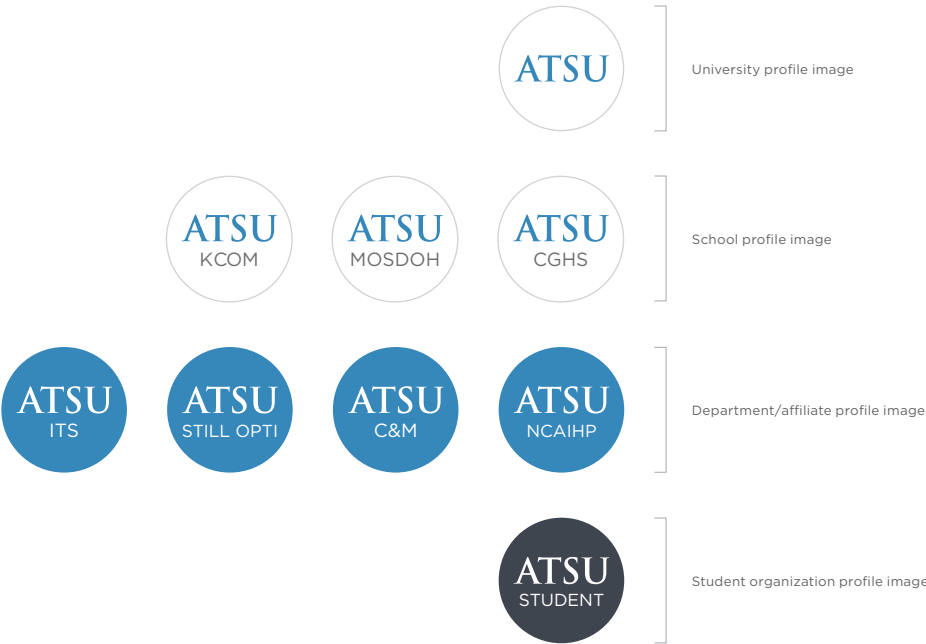 ATSU
University profile image
ATSU
KCOM
ATSU
MOSDOH
ATSU
CGHS
School profile image
ATSU
ITS
ATSU
STILL OPTI
ATSU
C&M
ATSU
NCAIHP
Department/affiliate profile image
ATSU
STUDENT
Student organization profile image